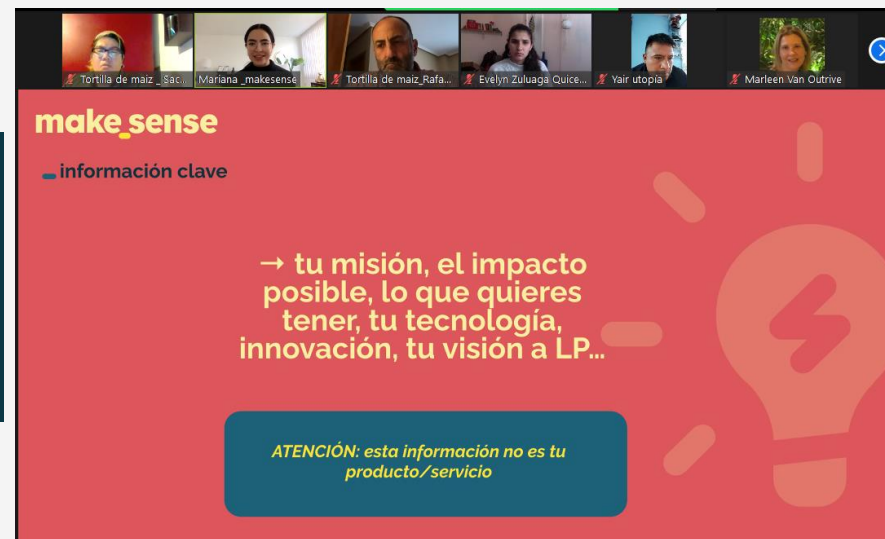 Tortilla de maiz _ Sac...
Mariana _makesense
Tortilla de maiz_Rafa...
Evelyn Zuluaga Quice...
Yair utopía
Marleen Van Outrive
make_sense
información clave
→ tu misión, el impacto
posible, lo que quieres
tener, tu tecnología,
innovación, tu visión a LP...
ATENCIÓN: esta información no es tu
producto/servicio